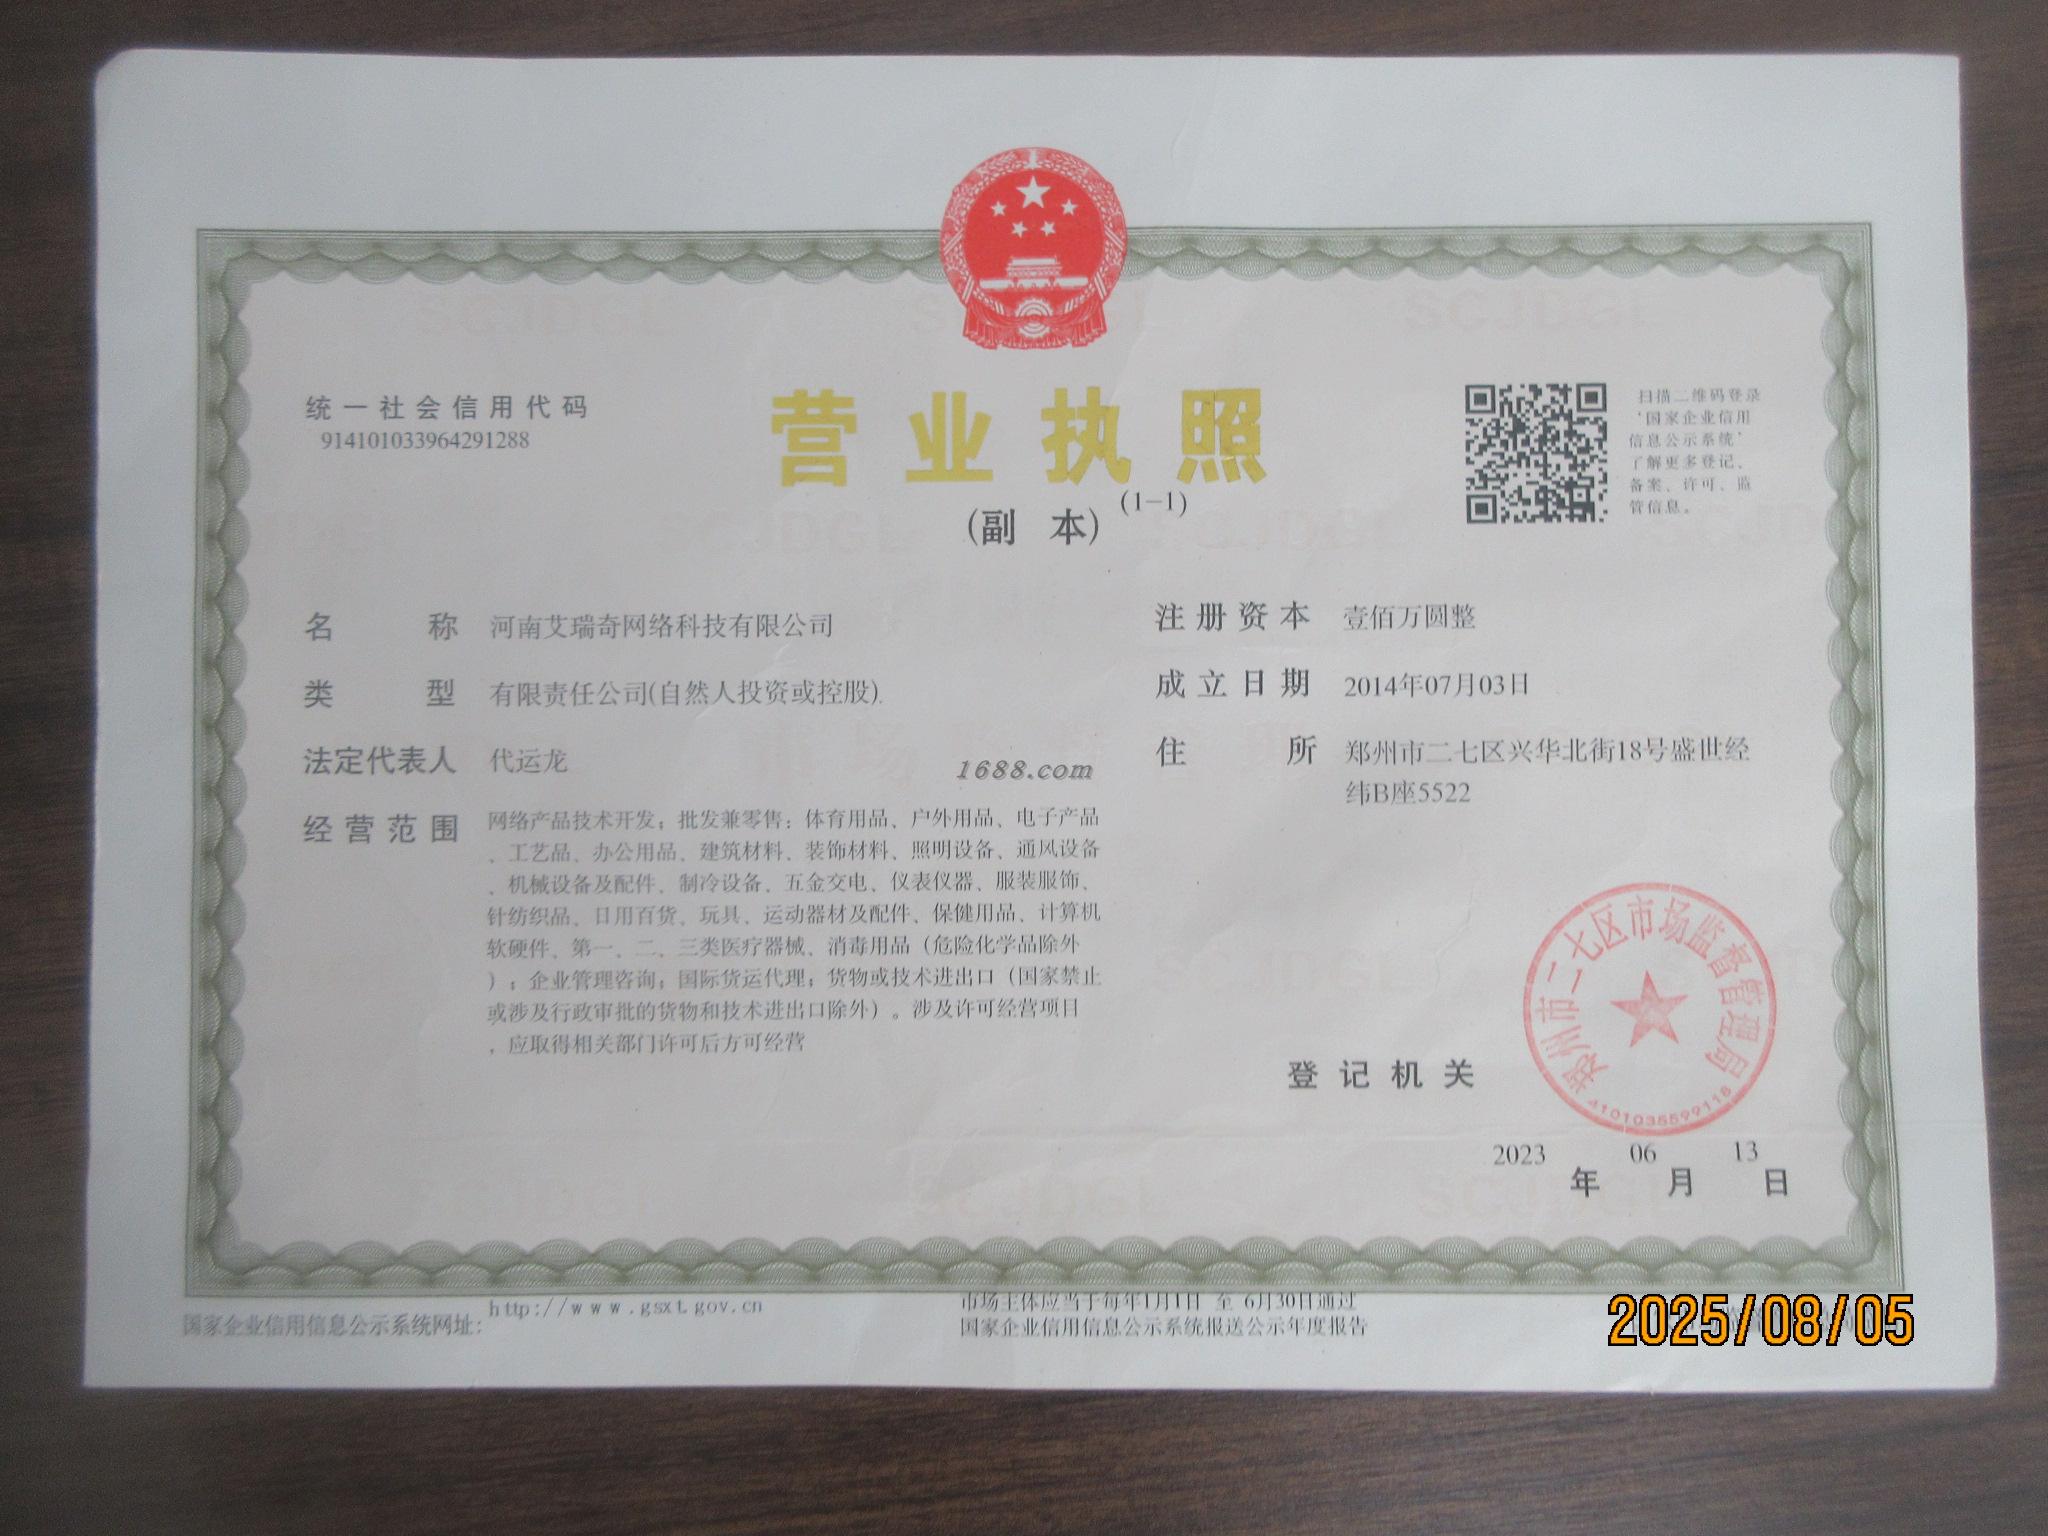 统一社会信用代码
914101033964291288
营业执照
(副 本)
(1-1)
扫描二维码登录
‘国家企业信用
信息公示系统’
了解更多登记、
备案、许可、监
管信息。
名 称 河南艾瑞奇网络科技有限公司
类 型 有限责任公司(自然人投资或控股)
法定代表人 代运龙
经营范围 网络产品技术开发；批发兼零售：体育用品、户外用品、电子产品
、工艺品、办公用品、建筑材料、装饰材料、照明设备、通风设备
、机械设备及配件、制冷设备、五金交电、仪表仪器、服装服饰、
针纺织品、日用百货、玩具、运动器材及配件、保健用品、计算机
软硬件、第一、二、三类医疗器械、消毒用品（危险化学品除外
）；企业管理咨询；国际货运代理；货物或技术进出口（国家禁止
或涉及行政审批的货物和技术进出口除外）。涉及许可经营项目
，应取得相关部门许可后方可经营
1688.com
注册资本 壹佰万圆整
成立日期 2014年07月03日
住 所 郑州市二七区兴华北街18号盛世经
纬B座5522
登记机关
郑州市二七区市场监督管理局
4101035599118
2023 06 13
年 月 日
国家企业信用信息公示系统网址: http://www.gsxt.gov.cn
市场主体应当于每年1月1日 至 6月30日通过
国家企业信用信息公示系统报送公示年度报告
2025/08/05
SCJDGL
SCJDGL
SCJDGL